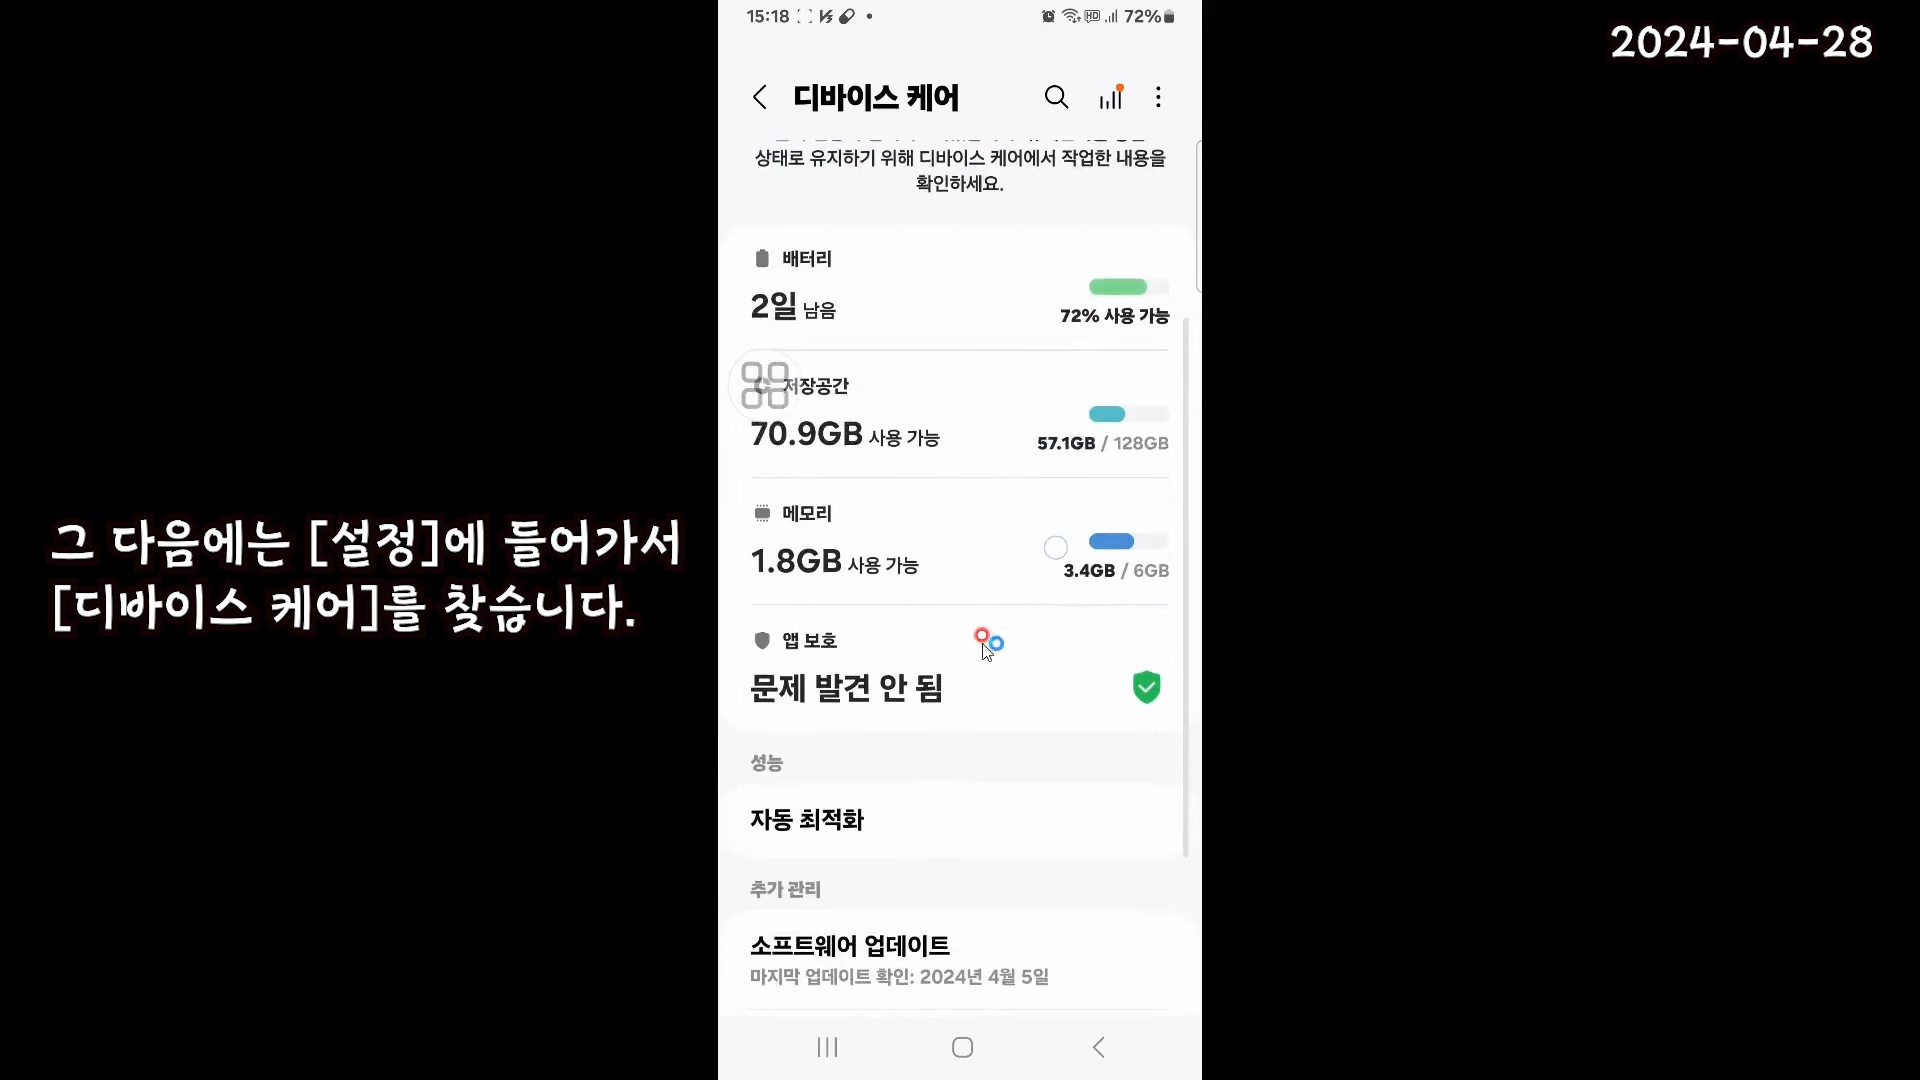 15:18
HD
72%
2024-04-28
디바이스 케어
상태로 유지하기 위해 디바이스 케어에서 작업한 내용을
확인하세요.
배터리
2일 남음
72% 사용 가능
저장공간
70.9GB 사용 가능
57.1GB / 128GB
그 다음에는 [설정]에 들어가서
[디바이스 케어]를 찾습니다.
메모리
1.8GB 사용 가능
3.4GB / 6GB
앱 보호
문제 발견 안 됨
성능
자동 최적화
추가 관리
소프트웨어 업데이트
마지막 업데이트 확인: 2024년 4월 5일